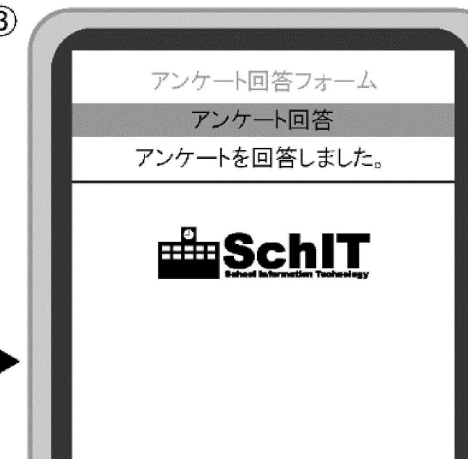 ③
アンケート回答フォーム
アンケート回答
アンケートを回答しました。
SchIT
School Information Technology